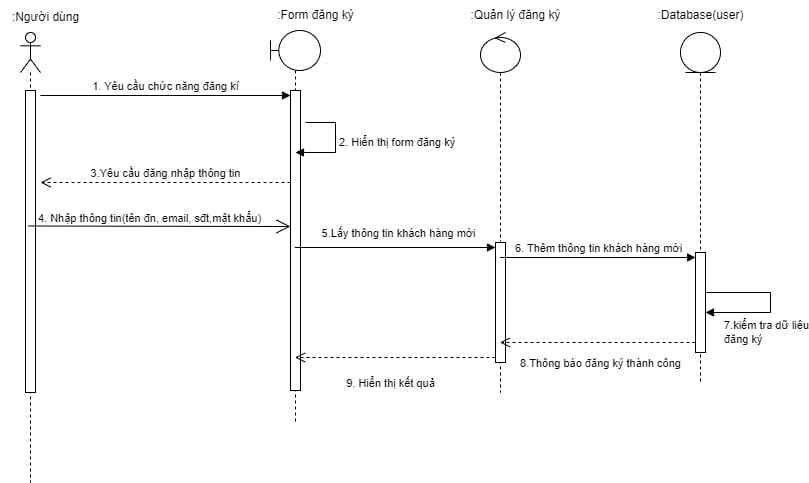 :Người dùng
:Form đăng ký
:Quản lý đăng ký
:Database(user)
1. Yêu cầu chức năng đăng kí
2. Hiển thị form đăng ký
3.Yêu cầu đăng nhập thông tin
4. Nhập thông tin(tên đn, email, sđt,mật khẩu)
5.Lấy thông tin khách hàng mới
6. Thêm thông tin khách hàng mới
7.kiểm tra dữ liệu
đăng ký
8.Thông báo đăng ký thành công
9. Hiển thị kết quả